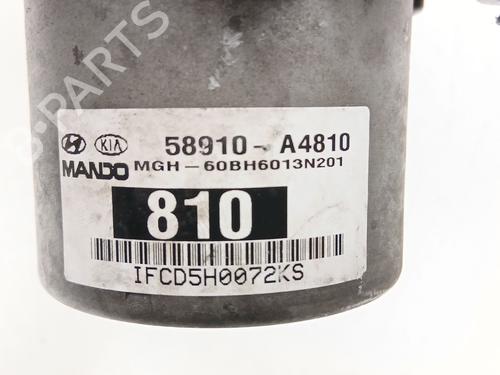 B-PARTS
KIA 58910- A4810
MANDO MGH-60BH6013N201
810
IFCD5H0072KS